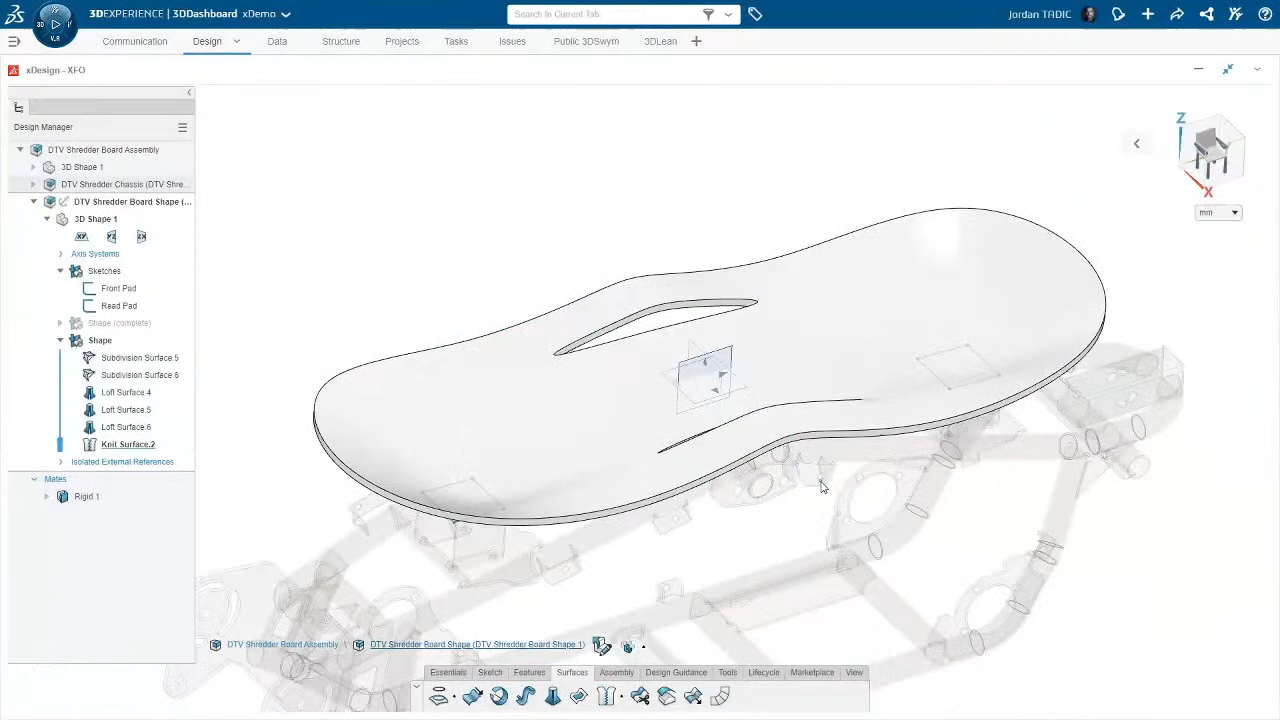 3DEXPERIENCE | 3DDashboard xDemo
Search In Current Tab.
Jordan TADIC
3D
V.R
Communication
Design
Data
Structure
Projects
Tasks
Issues
Public 3DSwym
3DLean
xDesign - XFO
Design Manager
DTV Shredder Board Assembly
3D Shape 1
DTV Shredder Chassis (DTV Shre...
DTV Shredder Board Shape (...
3D Shape 1
Axis Systems
Sketches
Front Pad
Read Pad
Shape (complete)
Shape
Subdivision Surface.5
Subdivision Surface.6
Loft Surface.4
Loft Surface.5
Loft Surface.6
Knit Surface.2
Isolated External References
Mates
Rigid.1
Z
X
mm
DTV Shredder Board Assembly \ DTV Shredder Board Shape (DTV Shredder Board Shape.1)
Essentials
Sketch
Features
Surfaces
Assembly
Design Guidance
Tools
Lifecycle
Marketplace
View